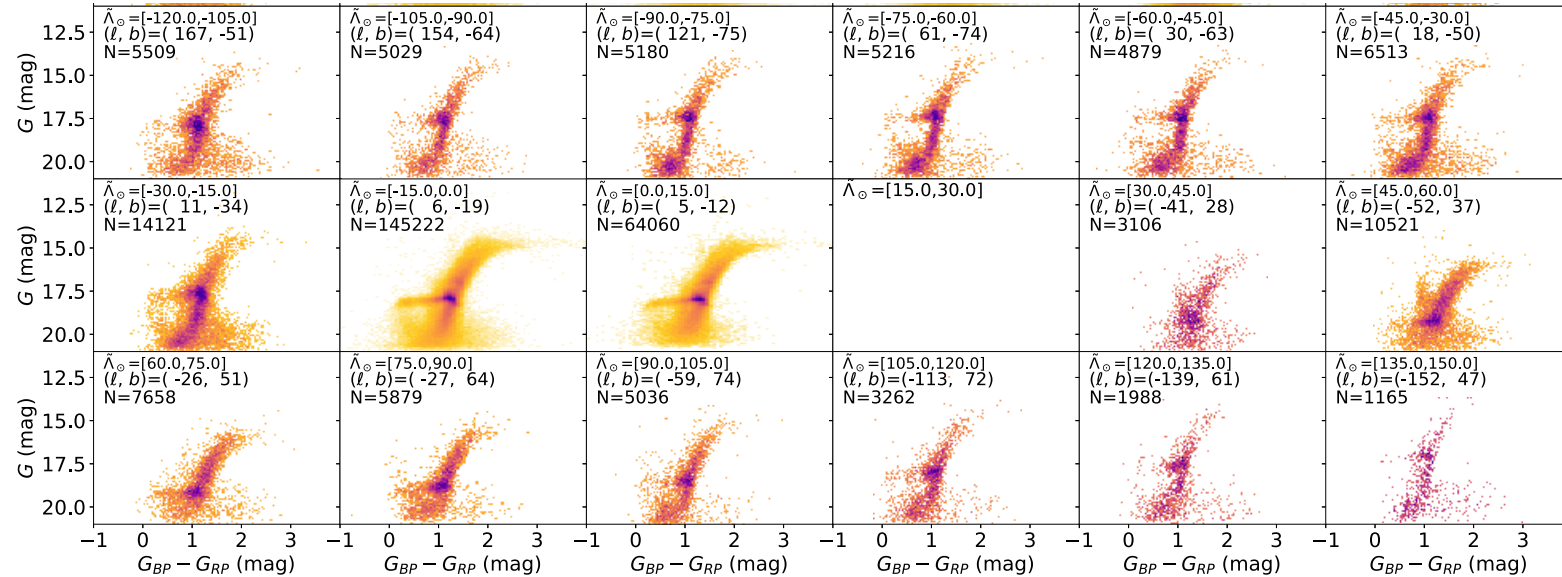 Λ̃⊙=[-120.0,-105.0]
(ℓ, b)=( 167, -51)
N=5509
Λ̃⊙=[-105.0,-90.0]
(ℓ, b)=( 154, -64)
N=5029
Λ̃⊙=[-90.0,-75.0]
(ℓ, b)=( 121, -75)
N=5180
Λ̃⊙=[-75.0,-60.0]
(ℓ, b)=( 61, -74)
N=5216
Λ̃⊙=[-60.0,-45.0]
(ℓ, b)=( 30, -63)
N=4879
Λ̃⊙=[-45.0,-30.0]
(ℓ, b)=( 18, -50)
N=6513
12.5
15.0
17.5
20.0
G (mag)
Λ̃⊙=[-30.0,-15.0]
(ℓ, b)=( 11, -34)
N=14121
Λ̃⊙=[-15.0,0.0]
(ℓ, b)=( 6, -19)
N=145222
Λ̃⊙=[0.0,15.0]
(ℓ, b)=( 5, -12)
N=64060
Λ̃⊙=[15.0,30.0]
Λ̃⊙=[30.0,45.0]
(ℓ, b)=( -41, 28)
N=3106
Λ̃⊙=[45.0,60.0]
(ℓ, b)=( -52, 37)
N=10521
12.5
15.0
17.5
20.0
G (mag)
Λ̃⊙=[60.0,75.0]
(ℓ, b)=( -26, 51)
N=7658
Λ̃⊙=[75.0,90.0]
(ℓ, b)=( -27, 64)
N=5879
Λ̃⊙=[90.0,105.0]
(ℓ, b)=( -59, 74)
N=5036
Λ̃⊙=[105.0,120.0]
(ℓ, b)=(-113, 72)
N=3262
Λ̃⊙=[120.0,135.0]
(ℓ, b)=(-139, 61)
N=1988
Λ̃⊙=[135.0,150.0]
(ℓ, b)=(-152, 47)
N=1165
12.5
15.0
17.5
20.0
G (mag)
−1 0 1 2 3 −1 0 1 2 3 −1 0 1 2 3 −1 0 1 2 3 −1 0 1 2 3 −1 0 1 2 3
G_BP − G_RP (mag) G_BP − G_RP (mag) G_BP − G_RP (mag) G_BP − G_RP (mag) G_BP − G_RP (mag) G_BP − G_RP (mag)